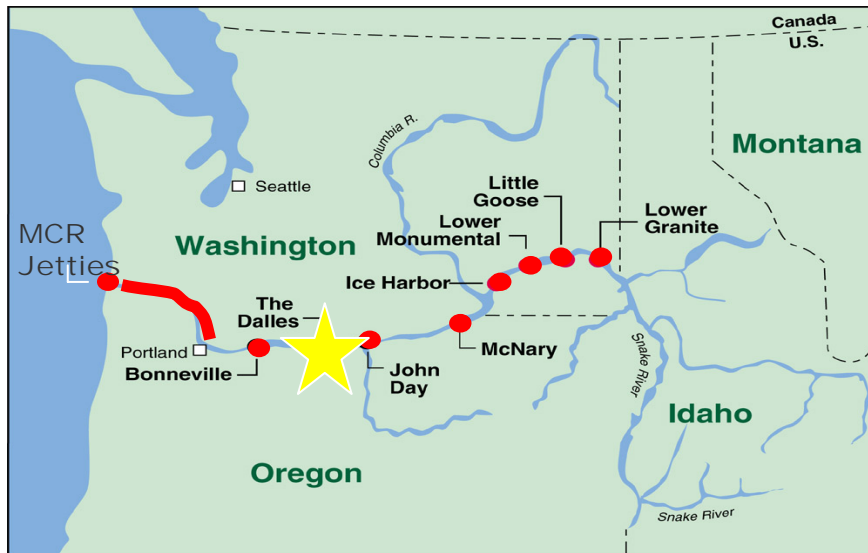 Canada
U.S.
Columbia R.
Montana
Seattle
Little
Goose
Lower
Monumental
Lower
Granite
MCR
Jetties
Washington
Ice Harbor
The
Dalles
Portland
Bonneville
John
Day
McNary
Snake
River
Idaho
Oregon
Snake River